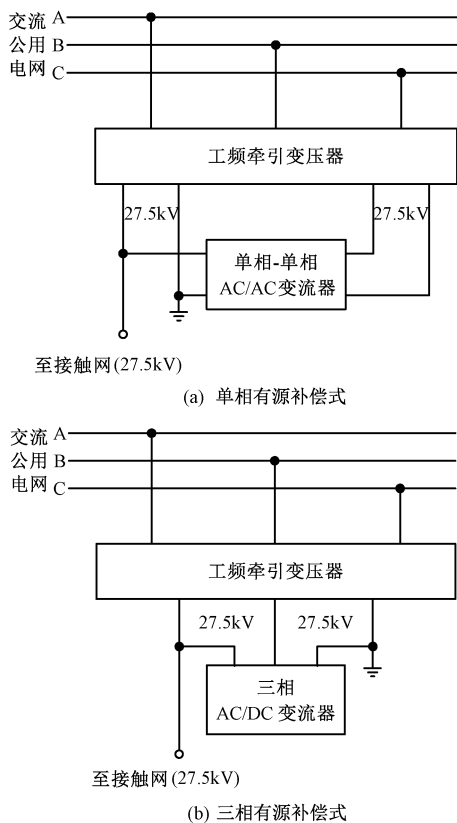 交流 A
公用 B
电网 C
工频牵引变压器
27.5kV 27.5kV
单相-单相
AC/AC变流器
至接触网(27.5kV)
(a) 单相有源补偿式
交流 A
公用 B
电网 C
工频牵引变压器
27.5kV 27.5kV
三相
AC/DC 变流器
至接触网(27.5kV)
(b) 三相有源补偿式